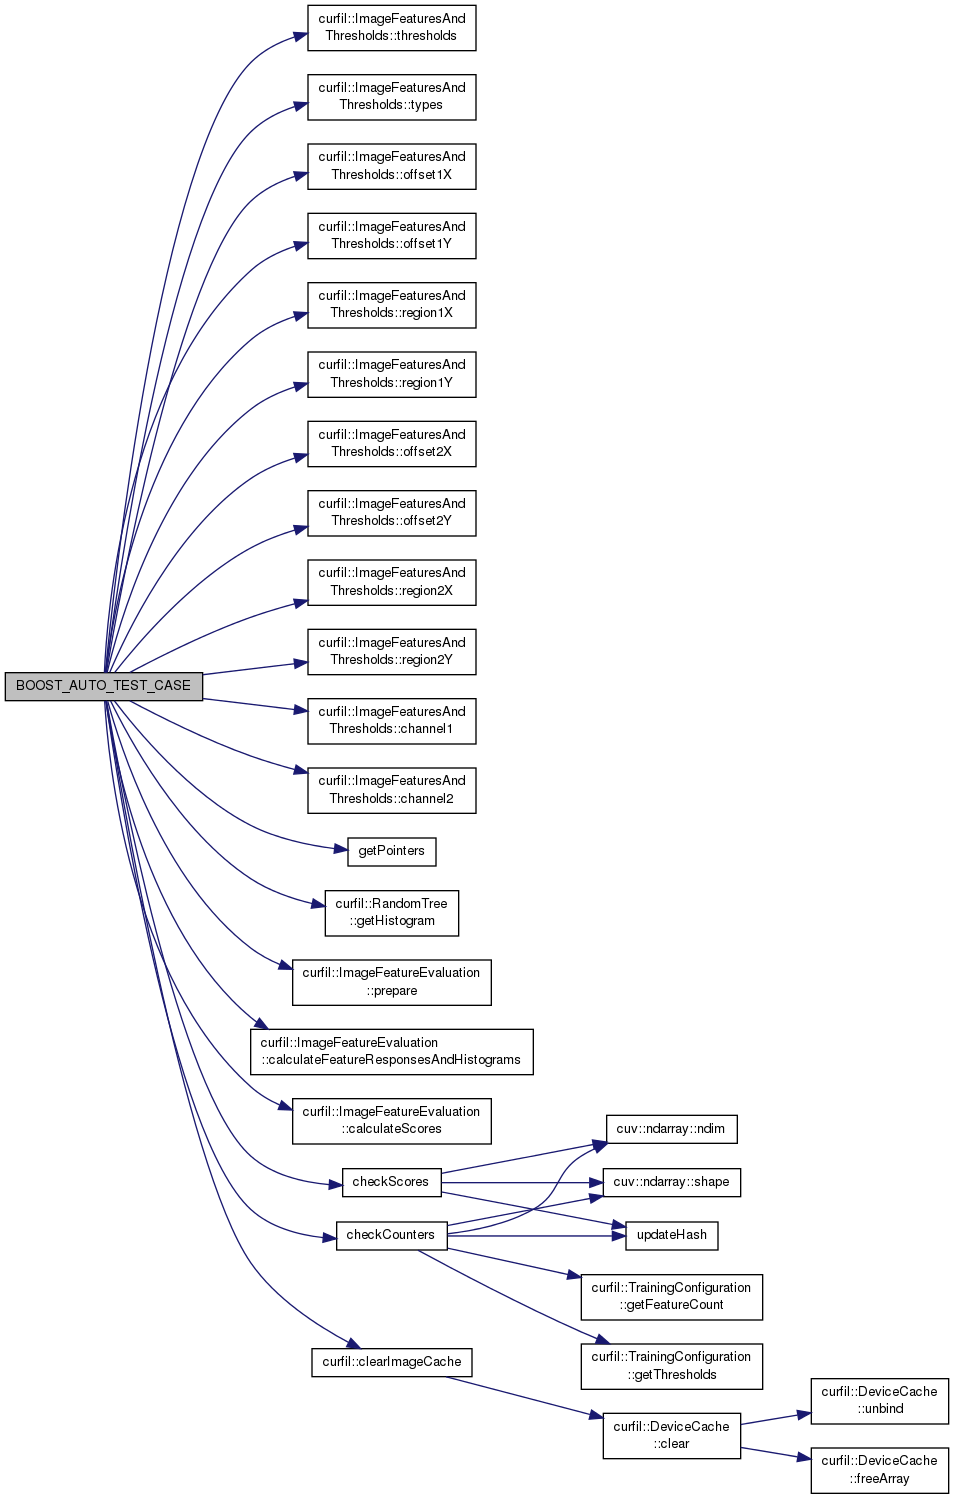 curfil::ImageFeaturesAnd
Thresholds::thresholds
curfil::ImageFeaturesAnd
Thresholds::types
curfil::ImageFeaturesAnd
Thresholds::offset1X
curfil::ImageFeaturesAnd
Thresholds::offset1Y
curfil::ImageFeaturesAnd
Thresholds::region1X
curfil::ImageFeaturesAnd
Thresholds::region1Y
curfil::ImageFeaturesAnd
Thresholds::offset2X
curfil::ImageFeaturesAnd
Thresholds::offset2Y
curfil::ImageFeaturesAnd
Thresholds::region2X
curfil::ImageFeaturesAnd
Thresholds::region2Y
BOOST_AUTO_TEST_CASE
curfil::ImageFeaturesAnd
Thresholds::channel1
curfil::ImageFeaturesAnd
Thresholds::channel2
getPointers
curfil::RandomTree
::getHistogram
curfil::ImageFeatureEvaluation
::prepare
curfil::ImageFeatureEvaluation
::calculateFeatureResponsesAndHistograms
curfil::ImageFeatureEvaluation
::calculateScores
cuv::ndarray::ndim
checkScores
cuv::ndarray::shape
checkCounters
updateHash
curfil::TrainingConfiguration
::getFeatureCount
curfil::clearImageCache
curfil::TrainingConfiguration
::getThresholds
curfil::DeviceCache
::unbind
curfil::DeviceCache
::clear
curfil::DeviceCache
::freeArray